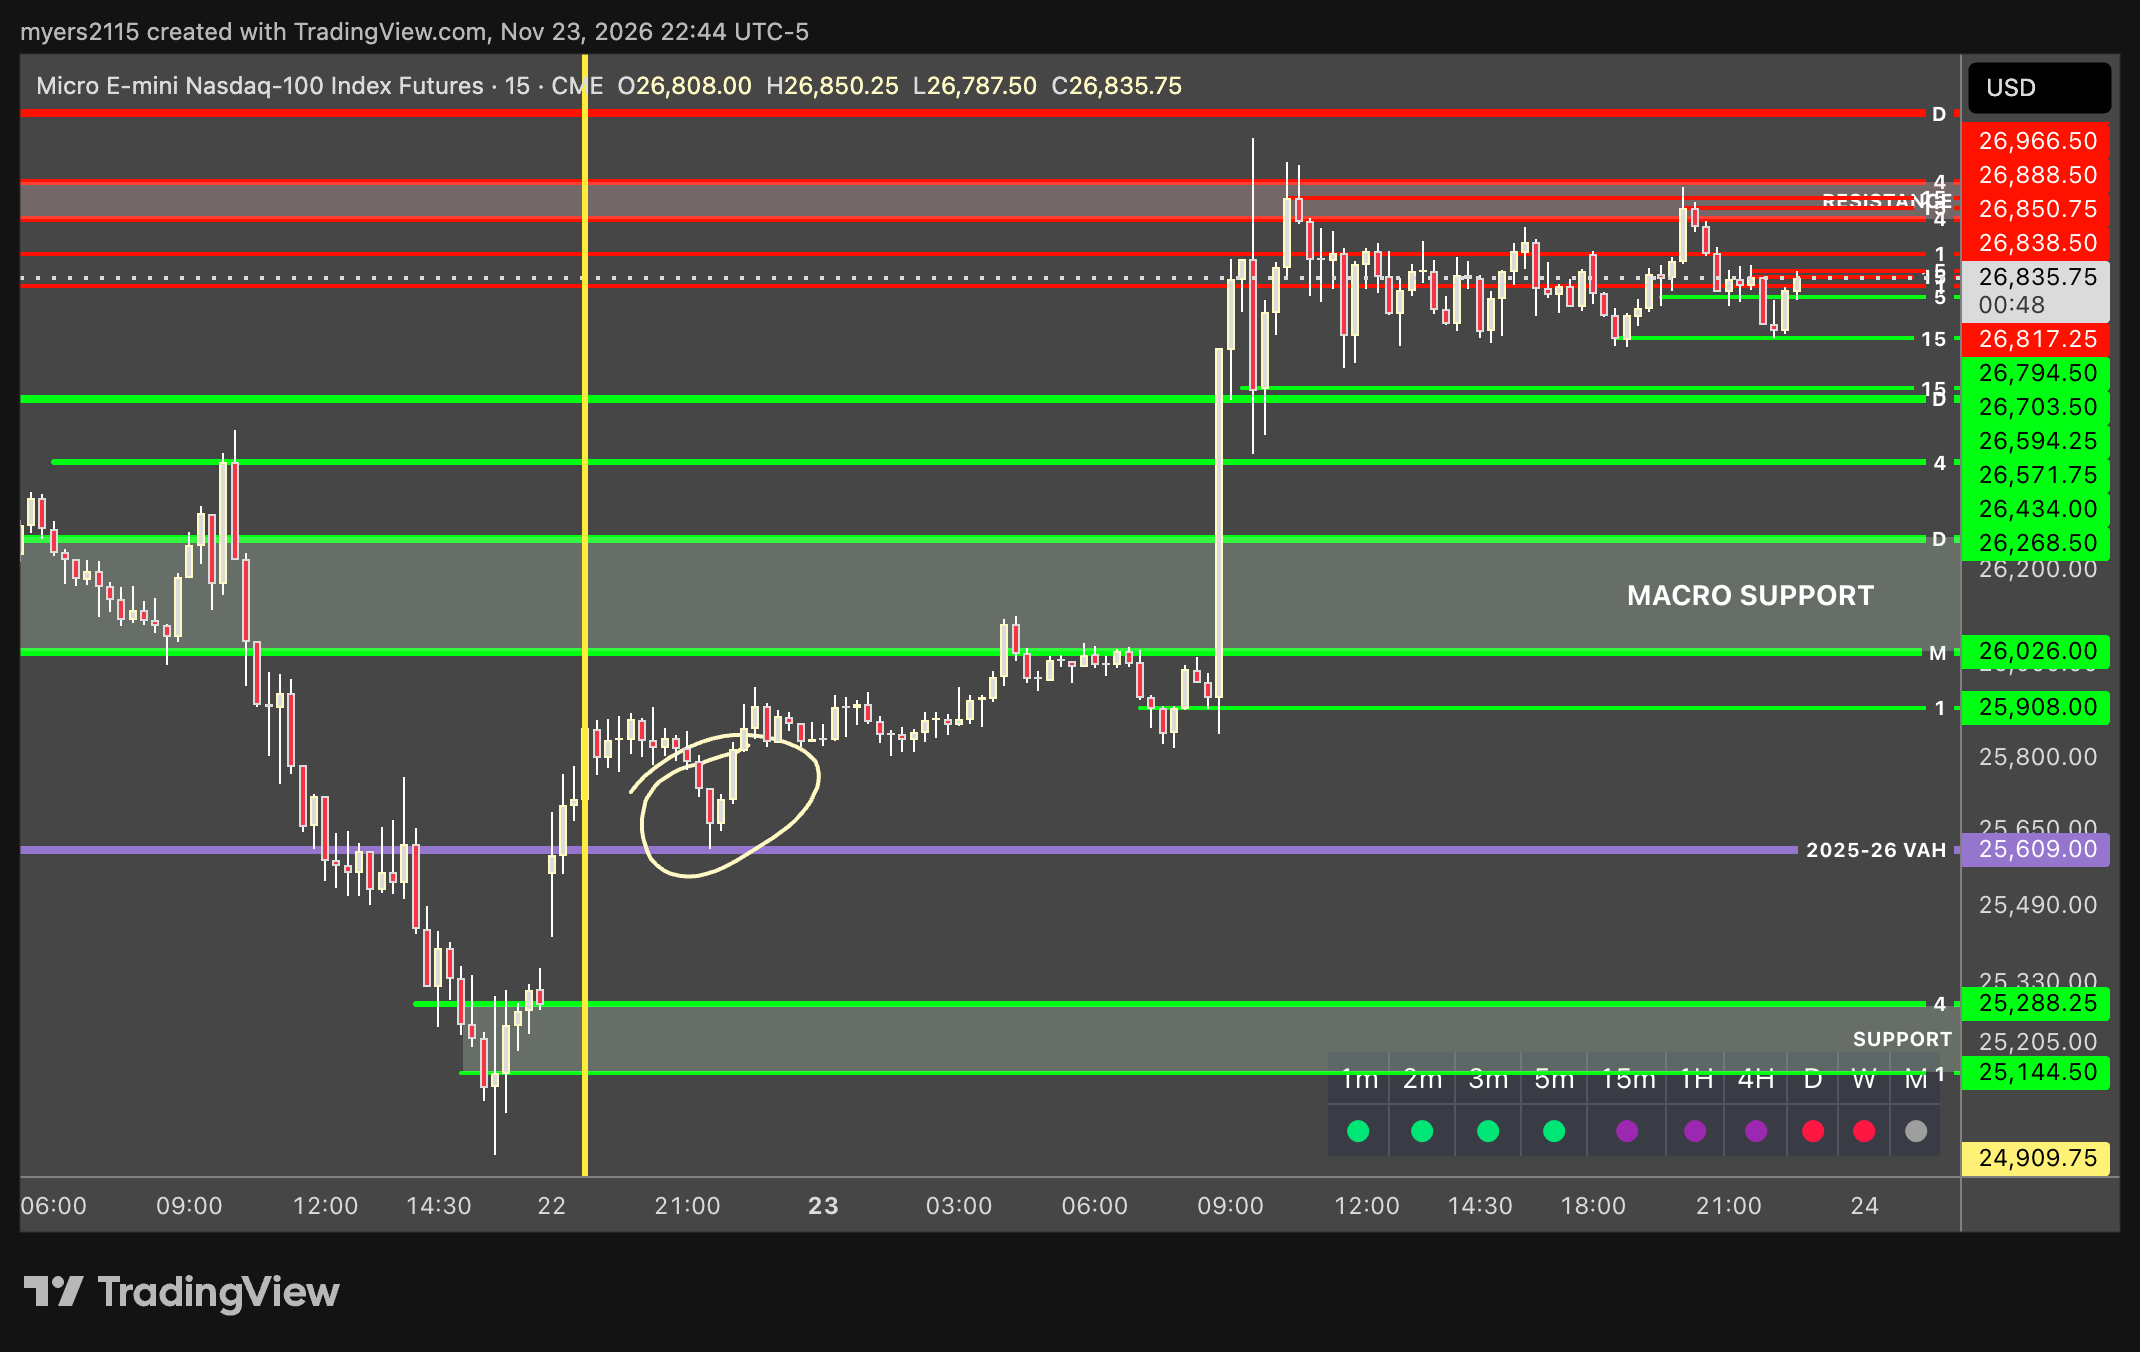 myers2115 created with TradingView.com, Nov 23, 2026 22:44 UTC-5
Micro E-mini Nasdaq-100 Index Futures · 15 · CME O26,808.00 H26,850.25 L26,787.50 C26,835.75
USD
D
26,966.50
4
26,888.50
RESISTANCE
26,850.75
4
26,838.50
1
26,835.75
00:48
5
15
26,817.25
26,794.50
15
D
26,703.50
26,594.25
4
26,571.75
26,434.00
D
26,268.50
26,200.00
MACRO SUPPORT
M
26,026.00
1
25,908.00
25,800.00
25,650.00
2025-26 VAH
25,609.00
25,490.00
25,330.00
4
25,288.25
SUPPORT
25,205.00
1m 2m 3m 5m 15m 1H 4H D W M
1
25,144.50
24,909.75
06:00 09:00 12:00 14:30 22 21:00 23 03:00 06:00 09:00 12:00 14:30 18:00 21:00 24
TradingView